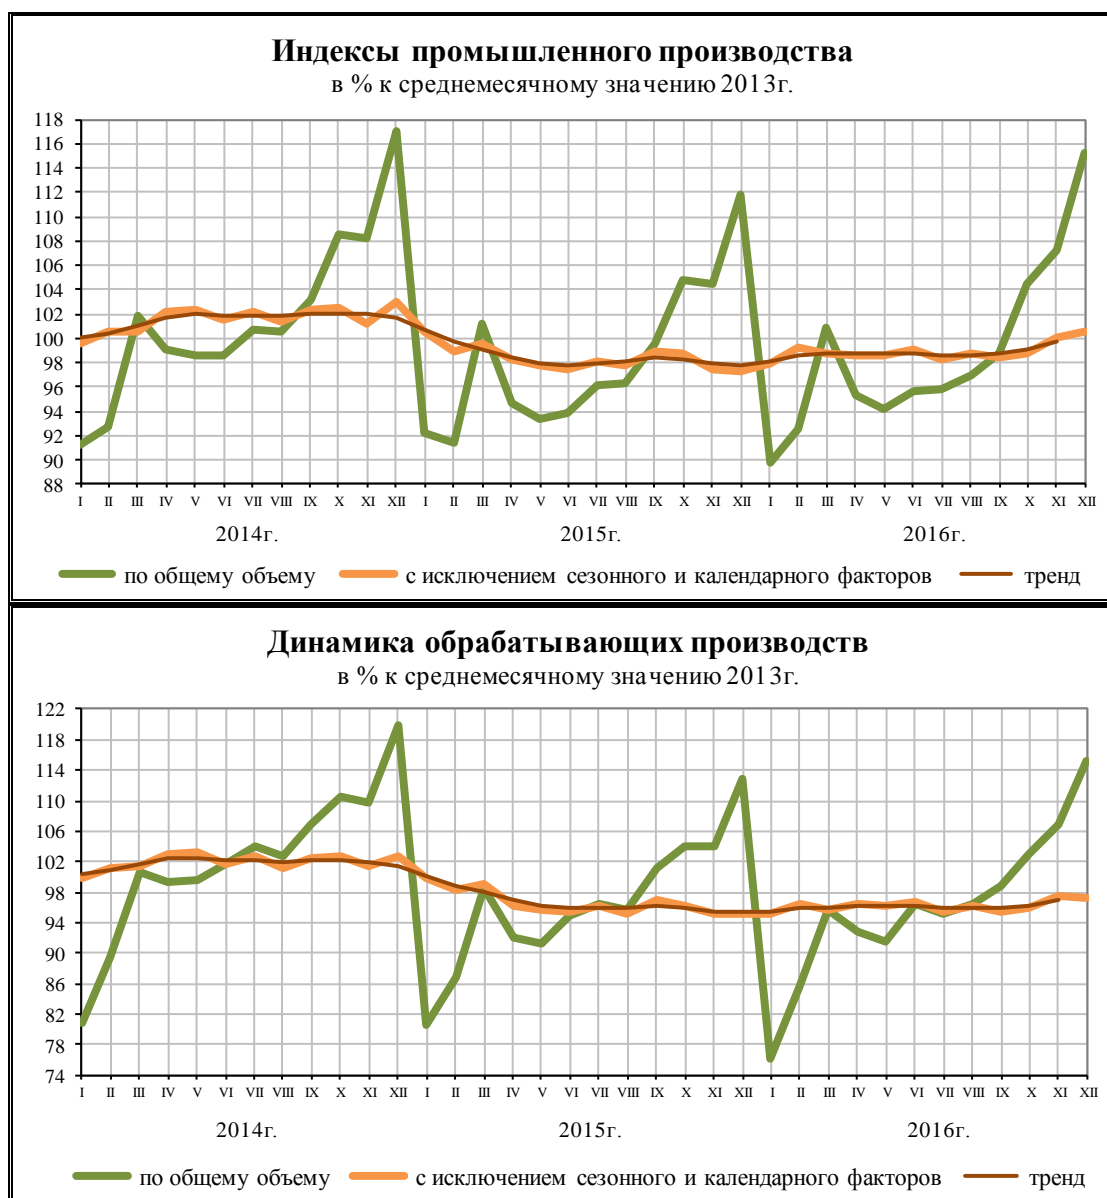 Индексы промышленного производства
в % к среднемесячному значению 2013г.
118
116
114
112
110
108
106
104
102
100
98
96
94
92
90
88
I II III IV V VI VII VIII IX X XI XII I II III IV V VI VII VIII IX X XI XII I II III IV V VI VII VIII IX X XI XII
2014г. 2015г. 2016г.
по общему объему с исключением сезонного и календарного факторов тренд
Динамика обрабатывающих производств
в % к среднемесячному значению 2013г.
122
118
114
110
106
102
98
94
90
86
82
78
74
I II III IV V VI VII VIII IX X XI XII I II III IV V VI VII VIII IX X XI XII I II III IV V VI VII VIII IX X XI XII
2014г. 2015г. 2016г.
по общему объему с исключением сезонного и календарного факторов тренд